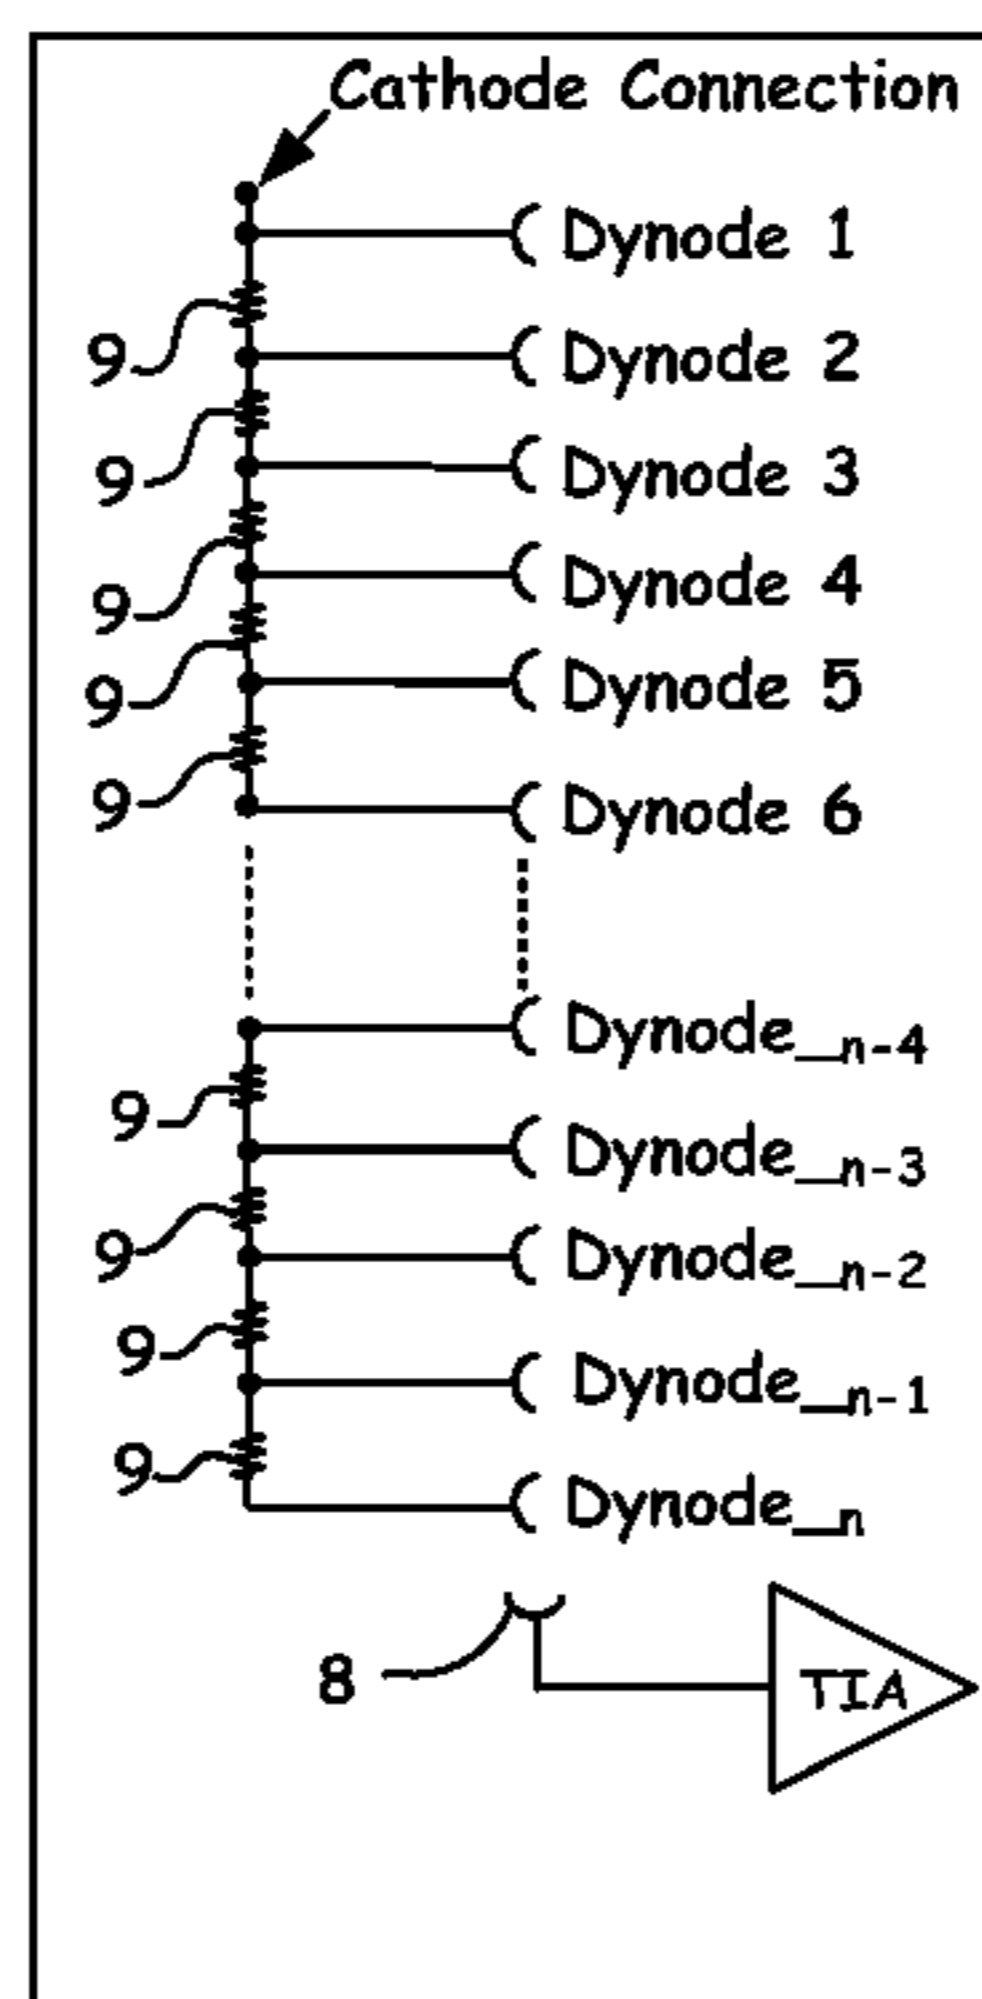 Cathode Connection
Dynode 1
9
Dynode 2
9
Dynode 3
9
Dynode 4
9
Dynode 5
9
Dynode 6
Dynode_n-4
9
Dynode_n-3
9
Dynode_n-2
9
Dynode_n-1
9
Dynode_n
8
TIA